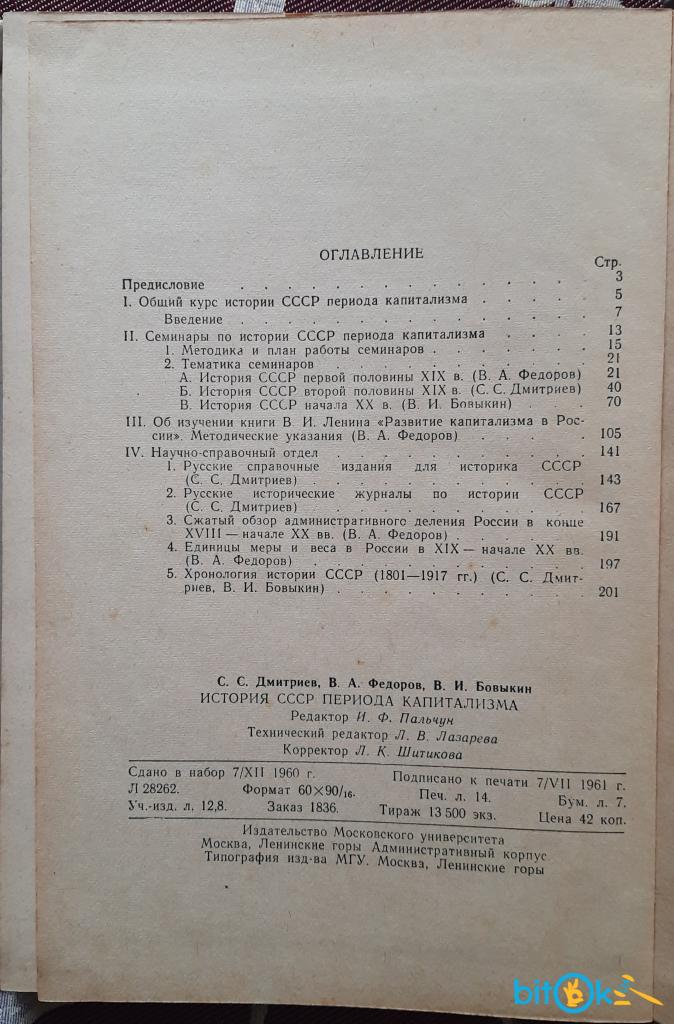 ОГЛАВЛЕНИЕ
Стр.
Предисловие . . . . . . . . . . . . . . 3
I. Общий курс истории СССР периода капитализма . . . . . 5
Введение . . . . . . . . . . . . . 7
II. Семинары по истории СССР периода капитализма . . . . 13
1. Методика и план работы семинаров . . . . . . . 15
2. Тематика семинаров . . . . . . . . . . 21
А. История СССР первой половины XIX в. (В. А. Федоров) 21
Б. История СССР второй половины XIX в. (С. С. Дмитриев) 40
В. История СССР начала XX в. (В. И. Бовыкин) . . . 70
III. Об изучении книги В. И. Ленина «Развитие капитализма в Рос-
сии». Методические указания (В. А. Федоров) . . . . 105
IV. Научно-справочный отдел . . . . . . . . . . 141
1. Русские справочные издания для историка СССР
(С. С. Дмитриев) . . . . . . . . . . . 143
2. Русские исторические журналы по истории СССР
(С. С. Дмитриев) . . . . . . . . . . . 167
3. Сжатый обзор административного деления России в конце
XVIII — начале XX вв. (В. А. Федоров) . . . . . . 191
4. Единицы меры и веса в России в XIX — начале XX вв.
(В. А. Федоров) . . . . . . . . . . . 197
5. Хронология истории СССР (1801—1917 гг.) (С. С. Дмит-
риев, В. И. Бовыкин) . . . . . . . . . . 201
С. С. Дмитриев, В. А. Федоров, В. И. Бовыкин
ИСТОРИЯ СССР ПЕРИОДА КАПИТАЛИЗМА
Редактор И. Ф. Пальчун
Технический редактор Л. В. Лазарева
Корректор Л. К. Шитикова
Сдано в набор 7/XII 1960 г. Подписано к печати 7/VII 1961 г.
Л 28262. Формат 60×90/16. Печ. л. 14. Бум. л. 7.
Уч.-изд. л. 12,8. Заказ 1836. Тираж 13 500 экз. Цена 42 коп.
Издательство Московского университета
Москва, Ленинские горы Административный корпус
Типография изд-ва МГУ. Москва, Ленинские горы
bitok